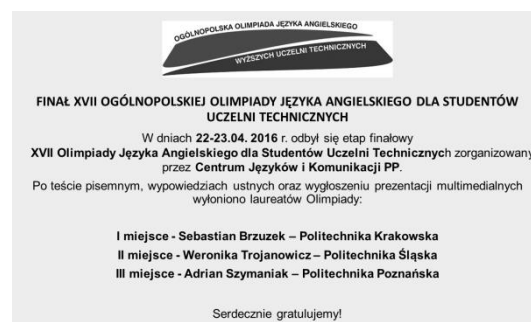 OGÓLNOPOLSKA OLIMPIADA JĘZYKA ANGIELSKIEGO
WYŻSZYCH UCZELNI TECHNICZNYCH
FINAŁ XVII OGÓLNOPOLSKIEJ OLIMPIADY JĘZYKA ANGIELSKIEGO DLA STUDENTÓW
UCZELNI TECHNICZNYCH
W dniach 22-23.04. 2016 r. odbył się etap finałowy
XVII Olimpiady Języka Angielskiego dla Studentów Uczelni Technicznych zorganizowany
przez Centrum Języków i Komunikacji PP.
Po teście pisemnym, wypowiedziach ustnych oraz wygłoszeniu prezentacji multimedialnych
wyłoniono laureatów Olimpiady:
I miejsce - Sebastian Brzuzek – Politechnika Krakowska
II miejsce - Weronika Trojanowicz – Politechnika Śląska
III miejsce - Adrian Szymaniak – Politechnika Poznańska
Serdecznie gratulujemy!